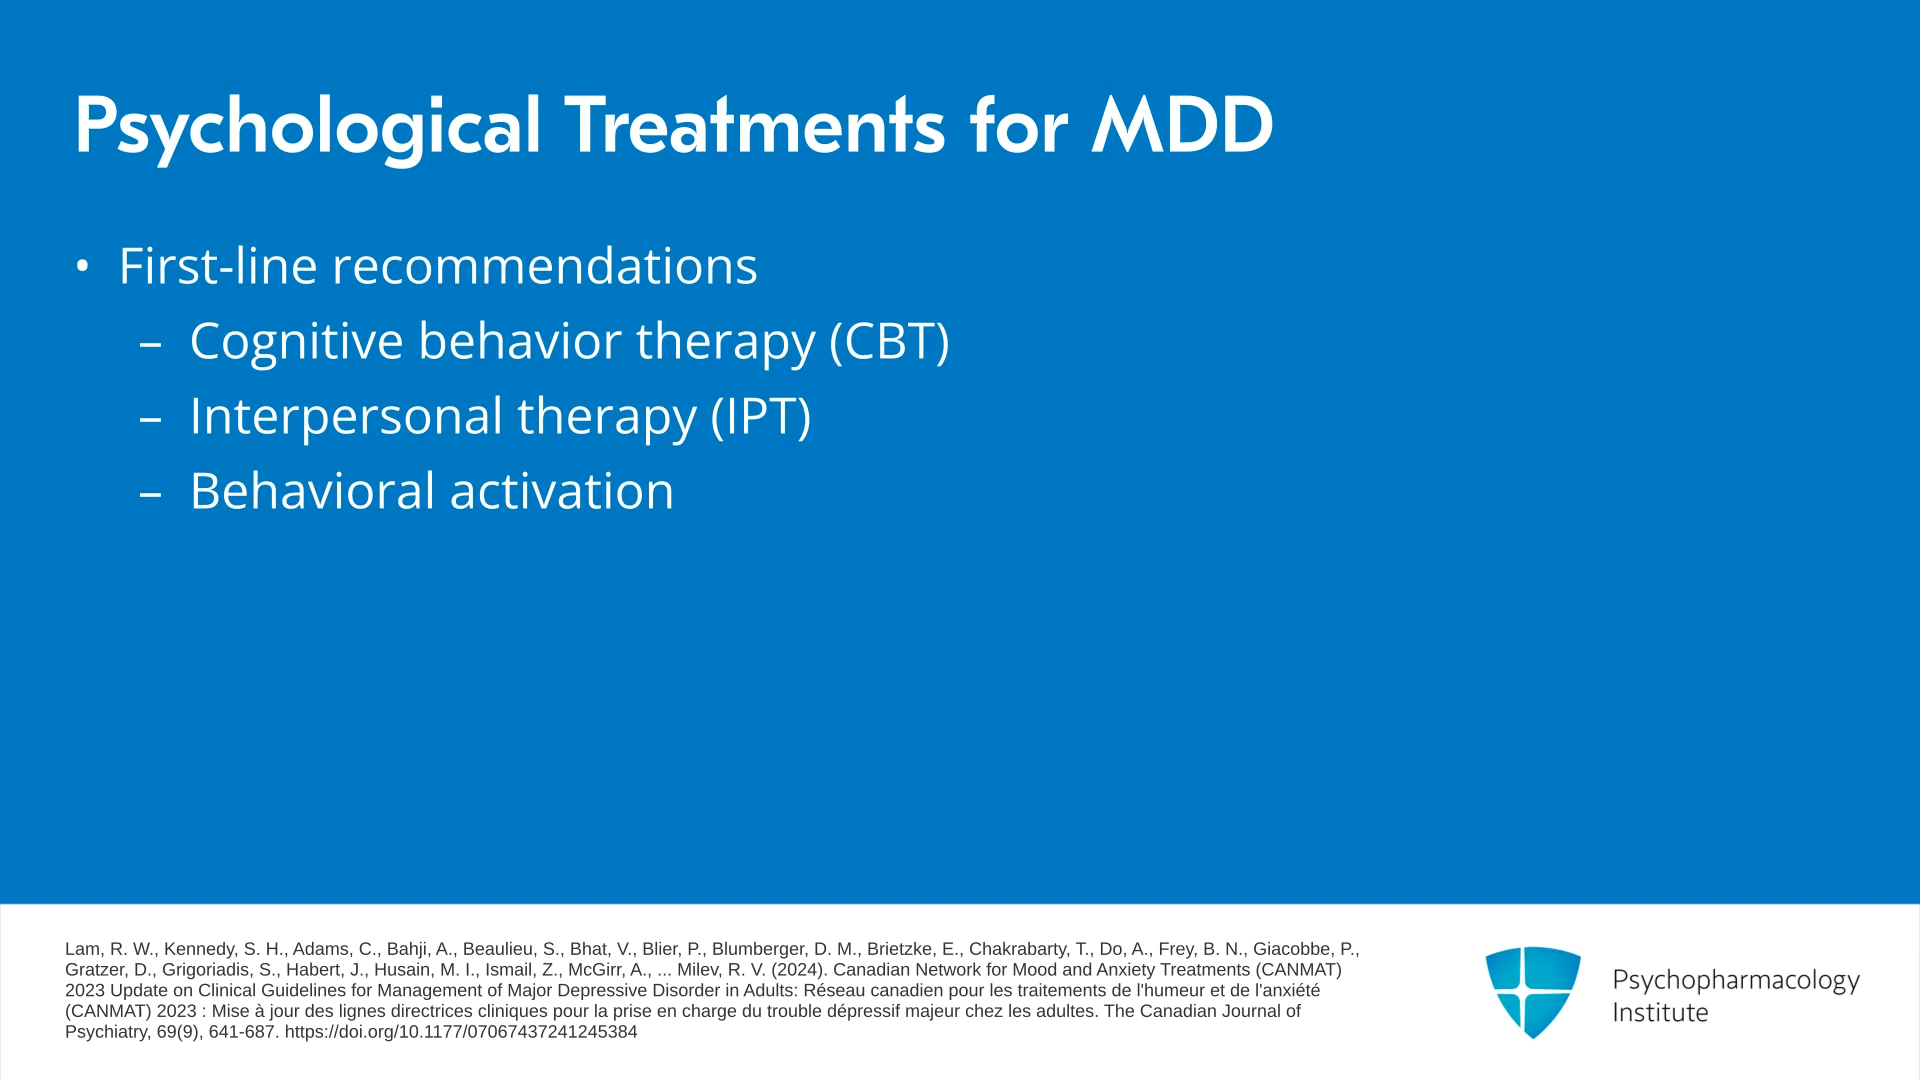 Psychological Treatments for MDD
• First-line recommendations
– Cognitive behavior therapy (CBT)
– Interpersonal therapy (IPT)
– Behavioral activation
Lam, R. W., Kennedy, S. H., Adams, C., Bahji, A., Beaulieu, S., Bhat, V., Blier, P., Blumberger, D. M., Brietzke, E., Chakrabarty, T., Do, A., Frey, B. N., Giacobbe, P.,
Gratzer, D., Grigoriadis, S., Habert, J., Husain, M. I., Ismail, Z., McGirr, A., ... Milev, R. V. (2024). Canadian Network for Mood and Anxiety Treatments (CANMAT)
2023 Update on Clinical Guidelines for Management of Major Depressive Disorder in Adults: Réseau canadien pour les traitements de l'humeur et de l'anxiété
(CANMAT) 2023 : Mise à jour des lignes directrices cliniques pour la prise en charge du trouble dépressif majeur chez les adultes. The Canadian Journal of
Psychiatry, 69(9), 641-687. https://doi.org/10.1177/07067437241245384
Psychopharmacology
Institute